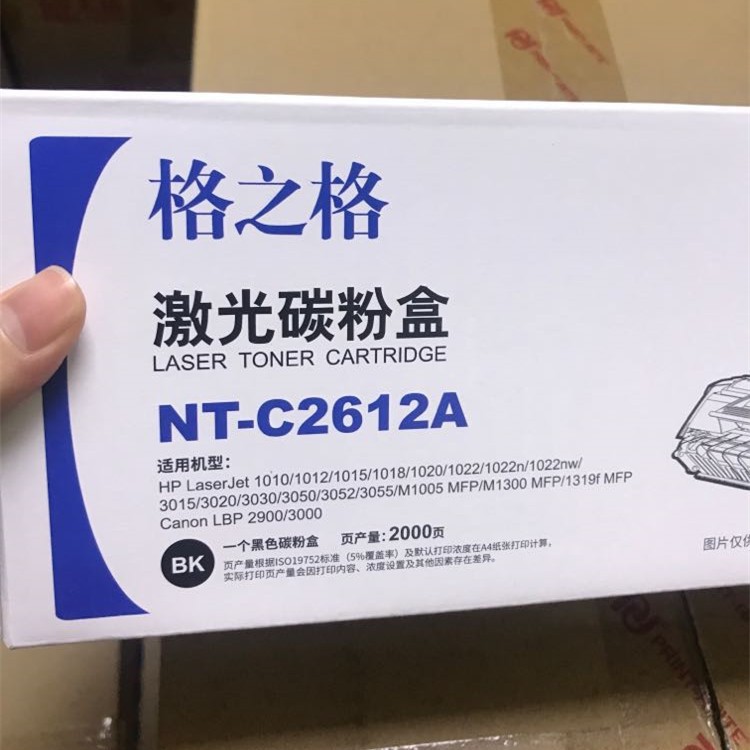 格之格
激光碳粉盒
LASER TONER CARTRIDGE
NT-C2612A
适用机型：
HP LaserJet 1010/1012/1015/1018/1020/1022/1022n/1022nw/
3015/3020/3030/3050/3052/3055/M1005 MFP/M1300 MFP/1319f MFP
Canon LBP 2900/3000
BK
一个黑色碳粉盒 页产量：2000页
页产量根据ISO19752标准（5%覆盖率）及默认打印浓度在A4纸张打印计算，
实际打印页产量会因打印内容、浓度设置及其他因素存在差异。
图片仅供